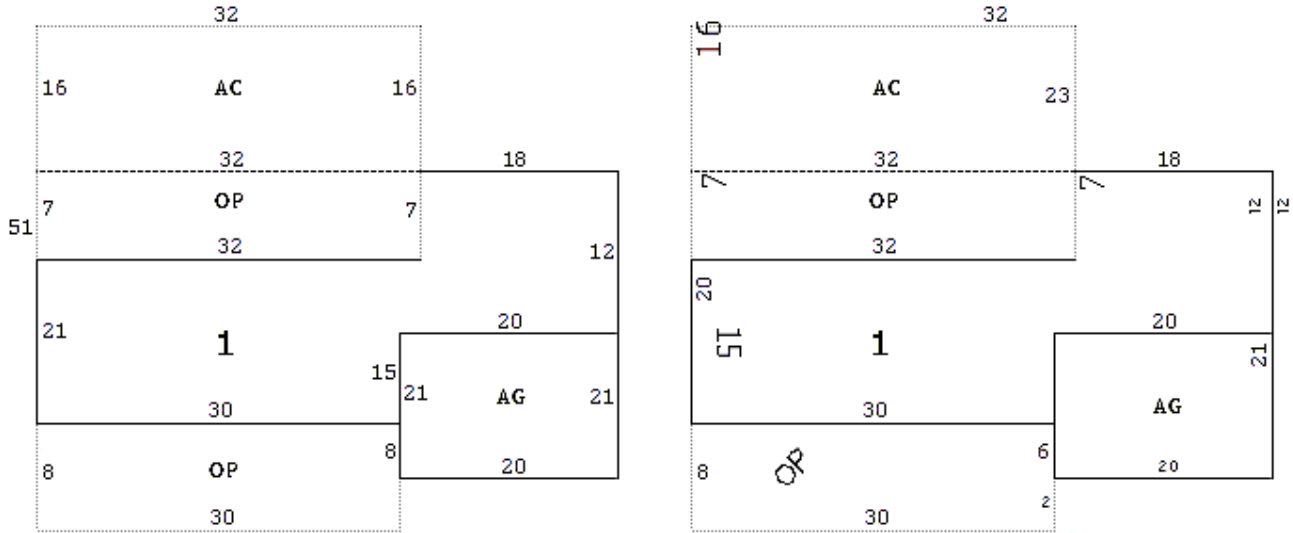 32
16 AC 16
32 18
7 OP 7
51
32 12
21 1 20
15 21 AG 21
30
8 OP 8 20
30
32
16
AC 23
32 18
7 OP 7 12 12
32
20
15 1 20
21
30 AG
8 OP 6 20
2
30